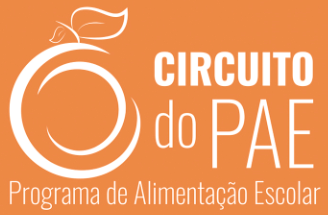 CIRCUITO
do PAE
Programa de Alimentação Escolar